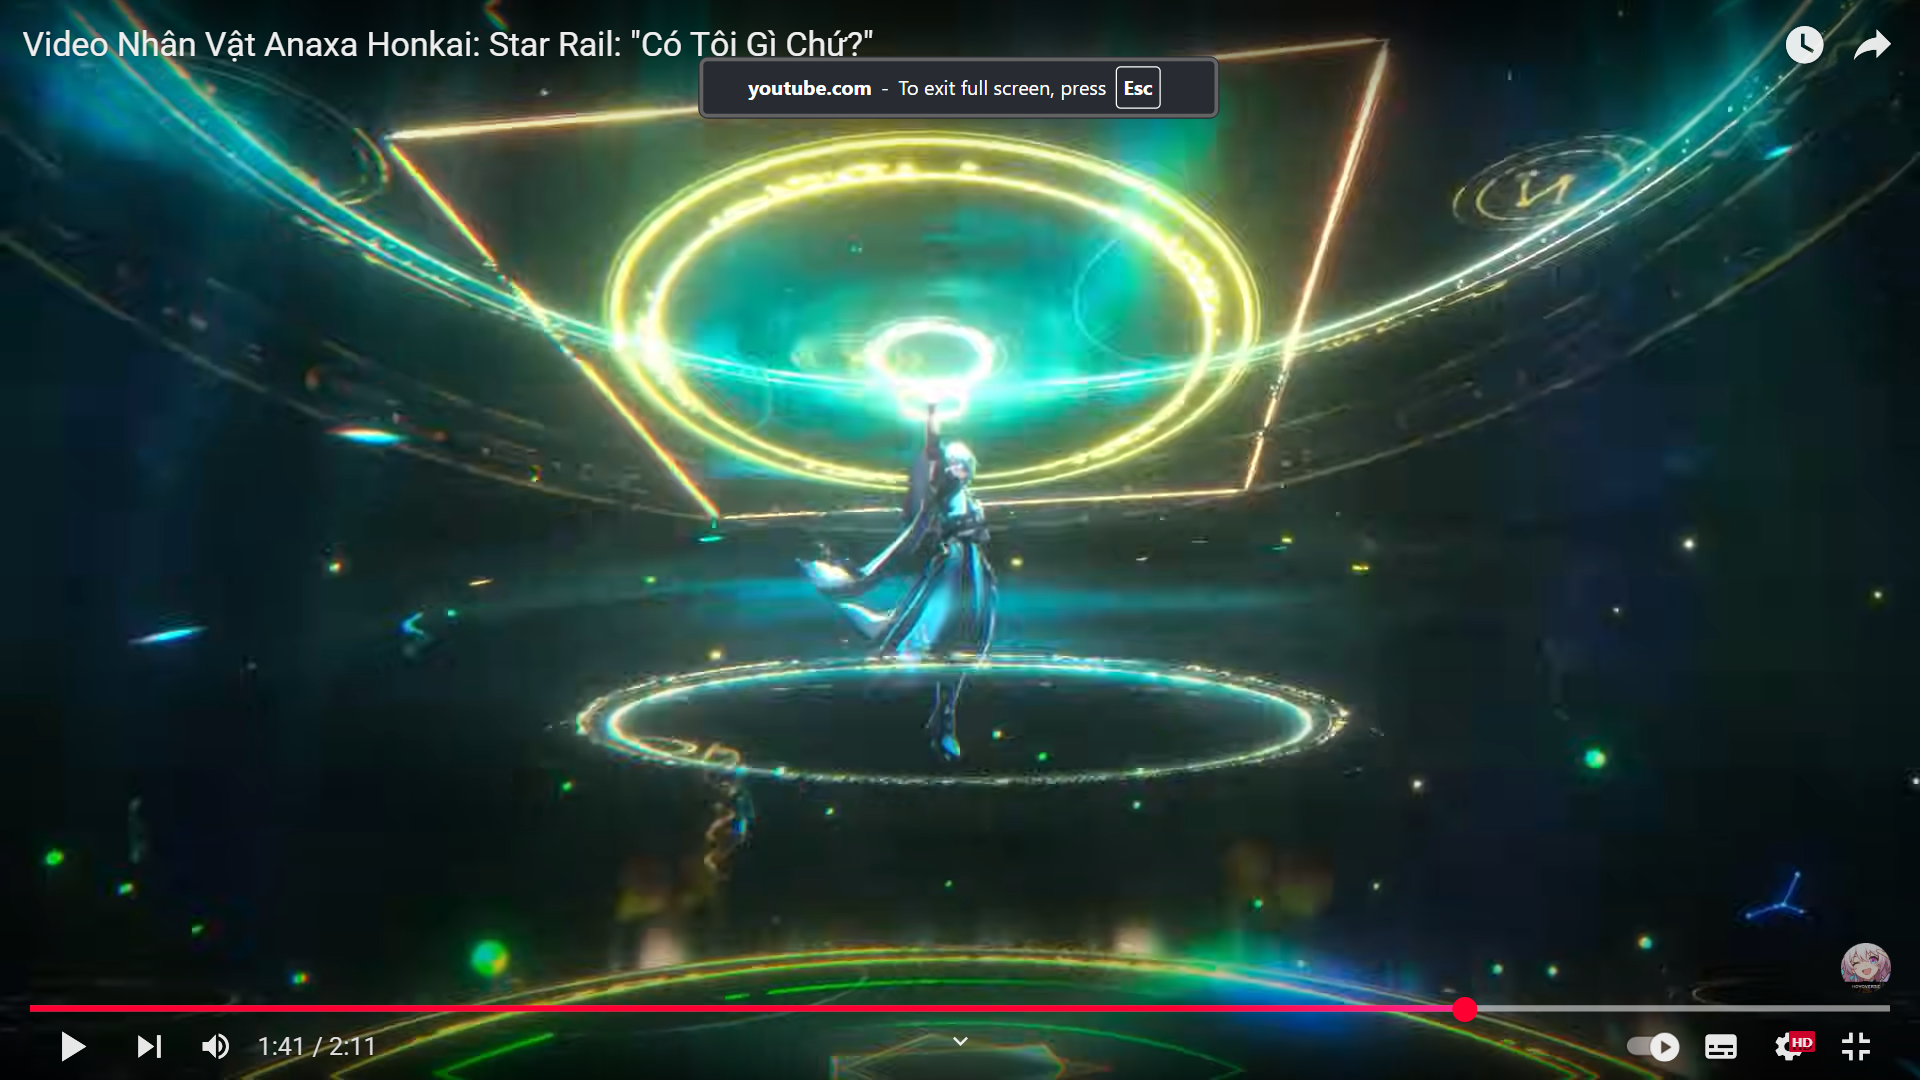 Video Nhân Vật Anaxa Honkai: Star Rail: "Có Tôi Gì Chứ?"
youtube.com - To exit full screen, press Esc
1:41 / 2:11
HD